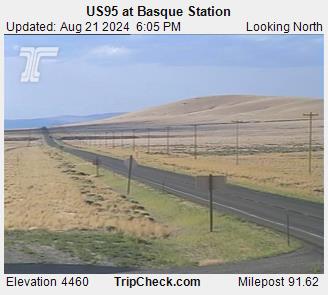 US95 at Basque Station
Updated: Aug 21 2024 6:05 PM Looking North
Elevation 4460 TripCheck.com Milepost 91.62